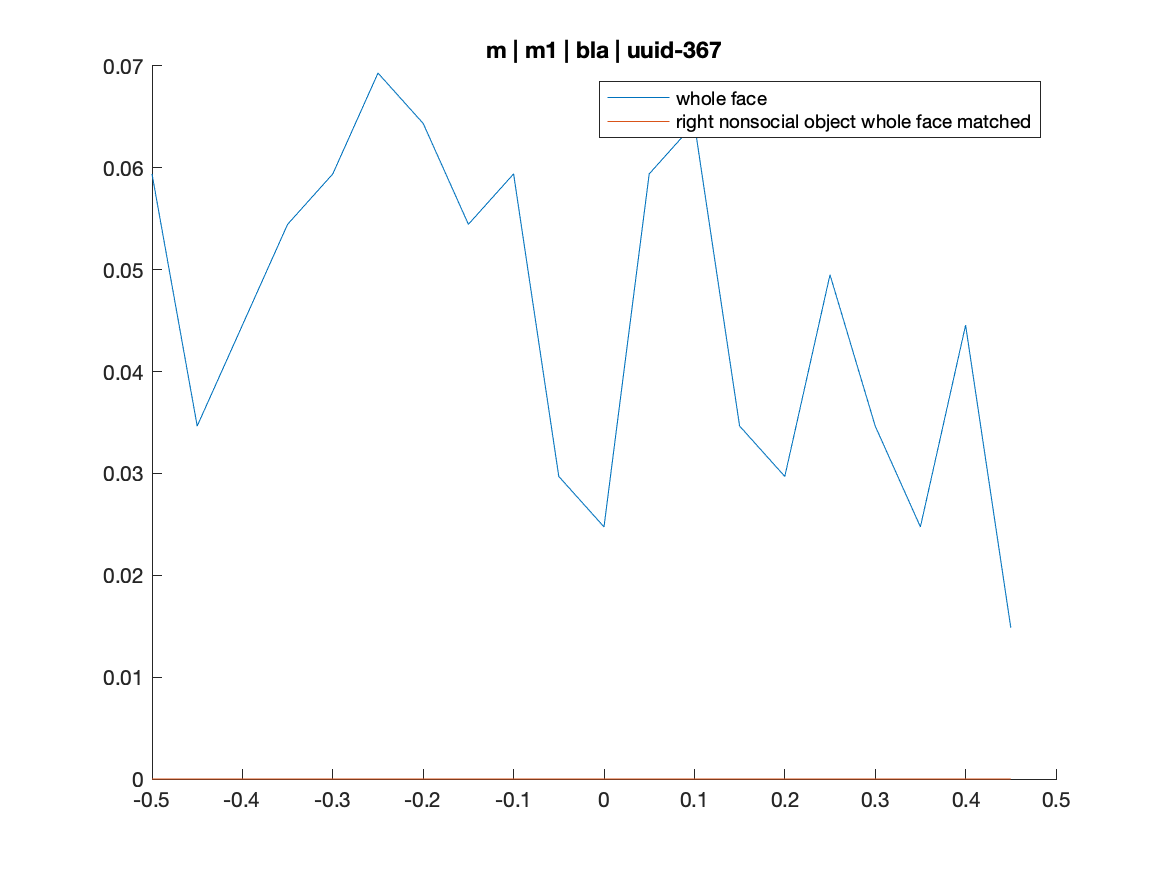 m | m1 | bla | uuid-367
whole face
right nonsocial object whole face matched
0.07
0.06
0.05
0.04
0.03
0.02
0.01
0
-0.5 -0.4 -0.3 -0.2 -0.1 0 0.1 0.2 0.3 0.4 0.5